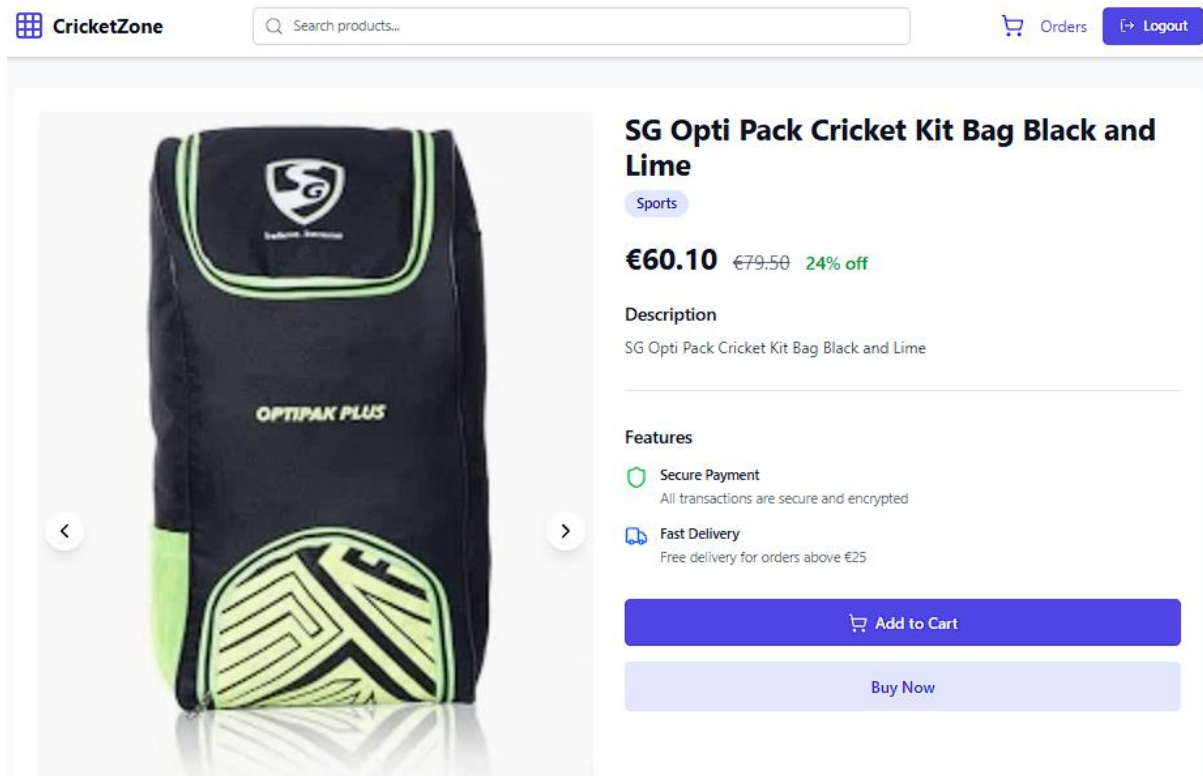 CricketZone
Search products...
Orders
Logout
SG
OPTIPAK PLUS
SG Opti Pack Cricket Kit Bag Black and
Lime
Sports
€60.10 €79.50 24% off
Description
SG Opti Pack Cricket Kit Bag Black and Lime
Features
Secure Payment
All transactions are secure and encrypted
Fast Delivery
Free delivery for orders above €25
Add to Cart
Buy Now